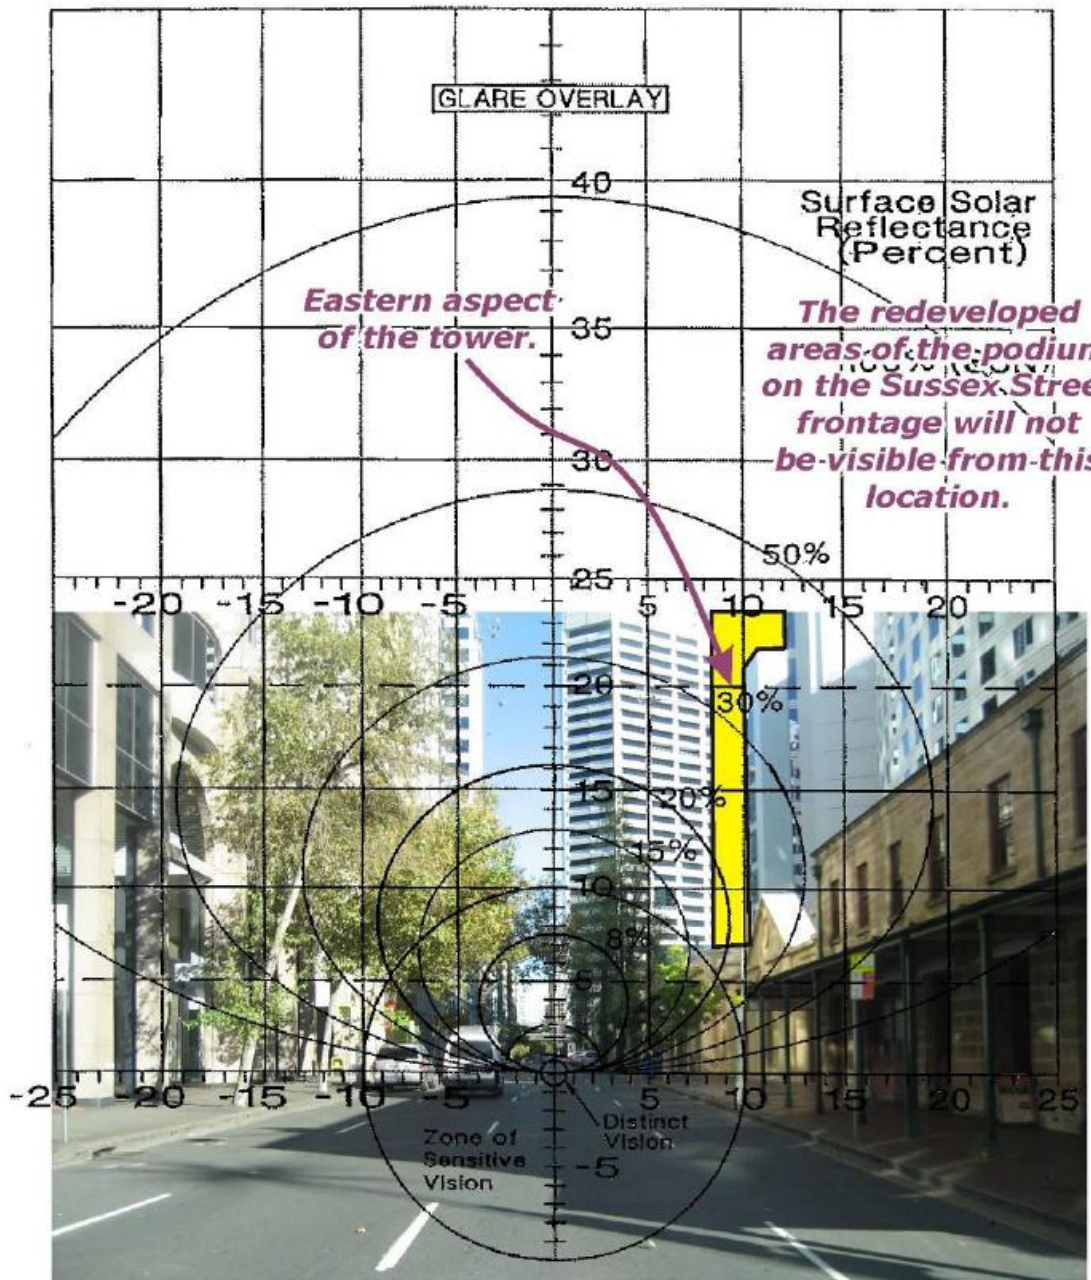 GLARE OVERLAY
40
Surface Solar
Reflectance
(Percent)
Eastern aspect
of the tower.
35
The redeveloped
areas of the podium
on the Sussex Stree
frontage will not
be visible from this
location.
30
50%
25
-20 -15 -10 -5 5 10 15 20
20
30%
15
20%
15%
10
8%
5
-25 -20 -15 -10 -5 5 10 15 20 25
Distinct
Vision
Zone of
Sensitive
Vision
-5